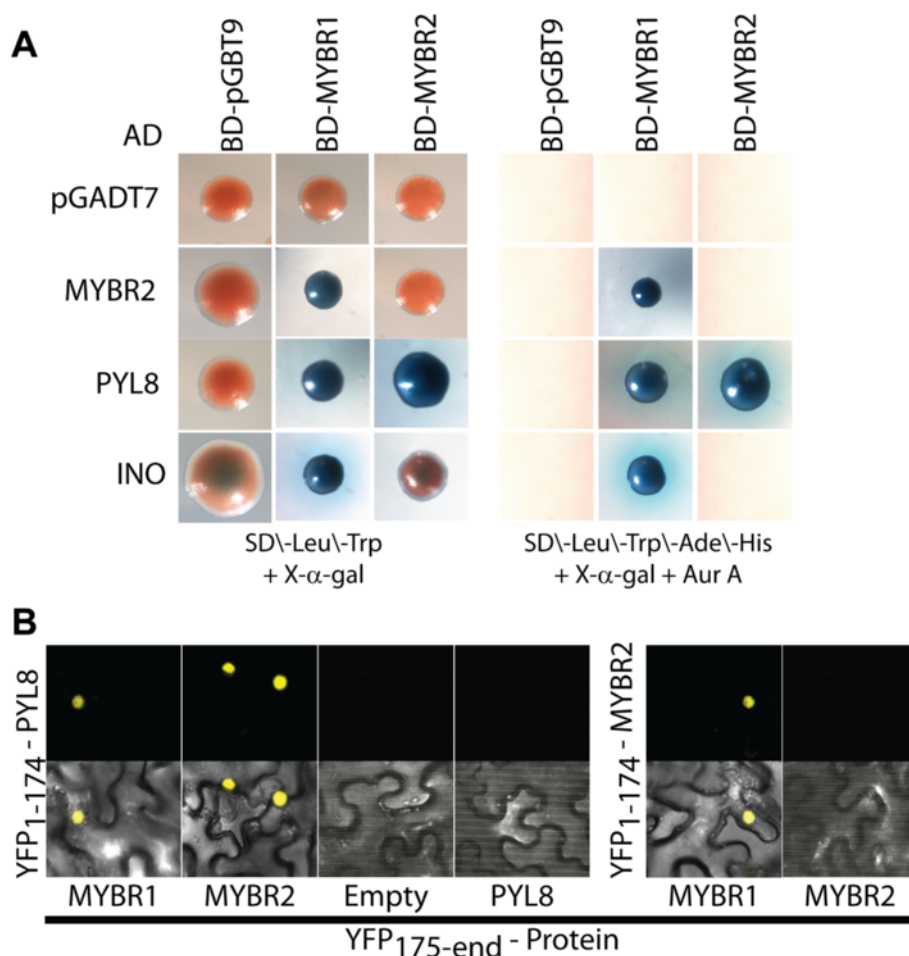 A
AD
BD-pGBT9
BD-MYBR1
BD-MYBR2
BD-pGBT9
BD-MYBR1
BD-MYBR2
pGADT7
MYBR2
PYL8
INO
SD\-Leu\-Trp
+ X-α-gal
SD\-Leu\-Trp\-Ade\-His
+ X-α-gal + Aur A
B
YFP1-174 - PYL8
YFP1-174 - MYBR2
MYBR1
MYBR2
Empty
PYL8
MYBR1
MYBR2
YFP175-end - Protein